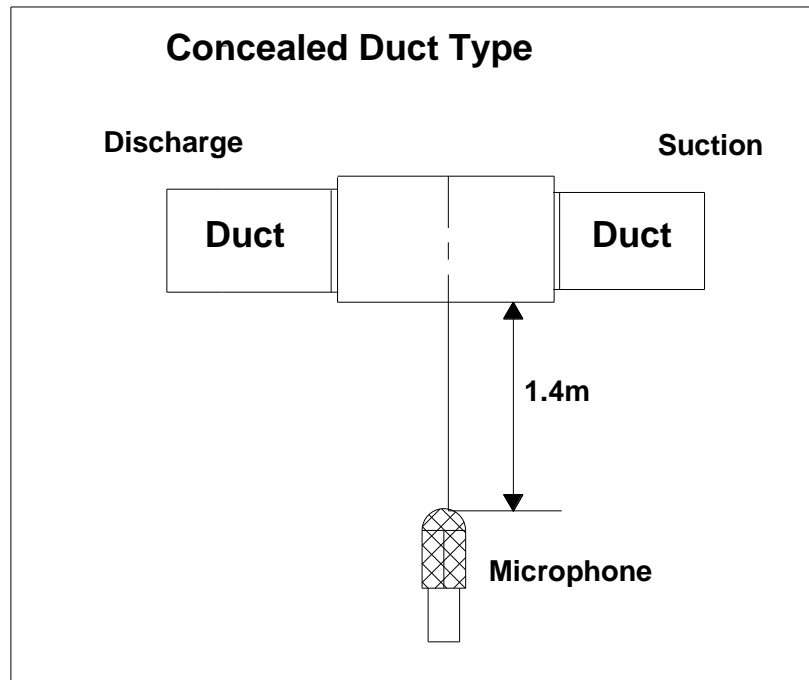 Concealed Duct Type
Discharge
Suction
Duct
Duct
1.4m
Microphone